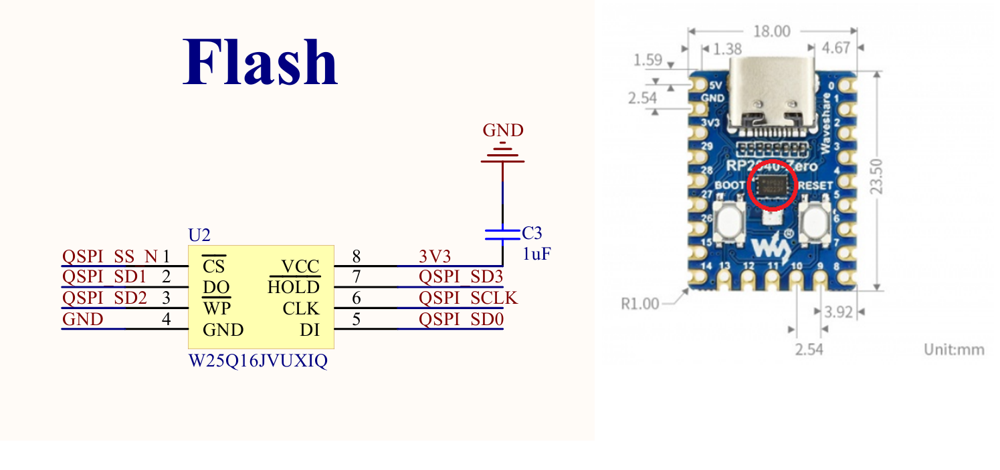 Flash
GND
C3
1uF
U2
QSPI_SS_N 1 CS VCC 8 3V3
QSPI_SD1 2 DO HOLD 7 QSPI_SD3
QSPI_SD2 3 WP CLK 6 QSPI_SCLK
GND 4 GND DI 5 QSPI_SD0
W25Q16JVUXIQ
18.00
1.38 4.67
1.59
2.54
5V 0
GND 1
3V3 2
29 3
28 4
27 5
26 6
15 7
14 13 12 11 10 9 8
Waveshare
RP2040-Zero
BOOT RESET
®
23.50
R1.00
3.92
2.54
Unit:mm